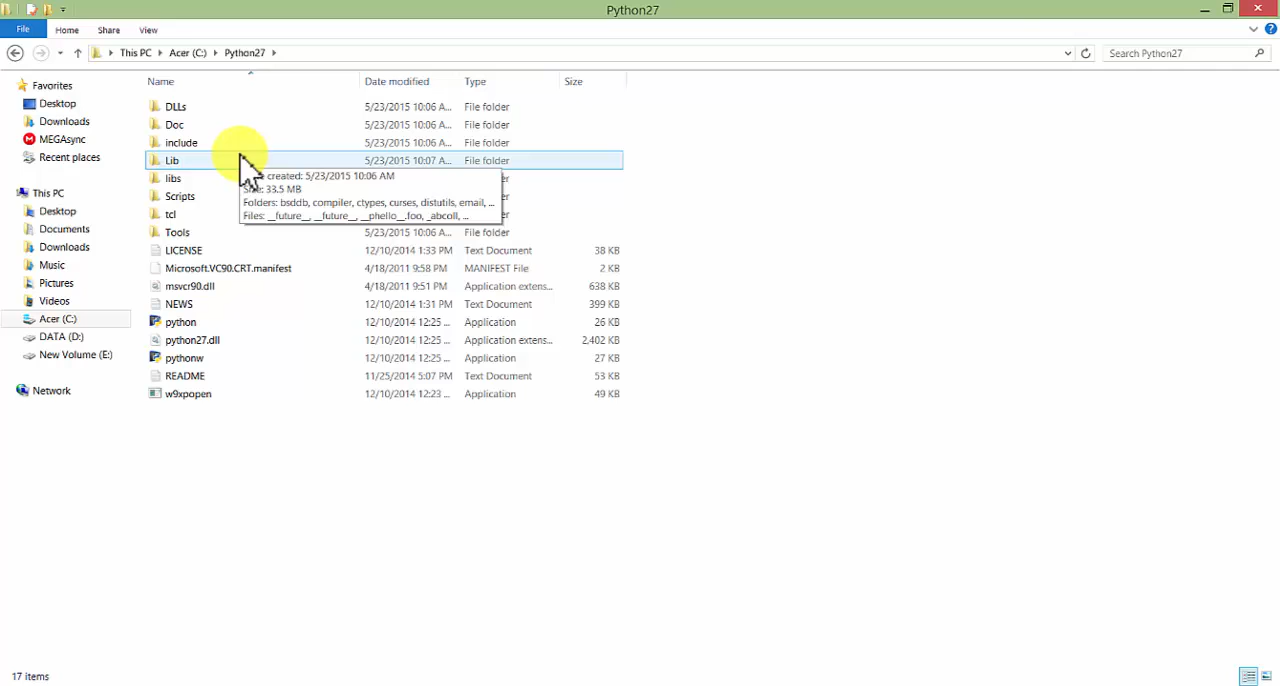 Python27
File Home Share View
This PC Acer (C:) Python27 Search Python27
Name Date modified Type Size
Favorites
Desktop
Downloads
MEGAsync
Recent places
This PC
Desktop
Documents
Downloads
Music
Pictures
Videos
Acer (C:)
DATA (D:)
New Volume (E:)
Network
DLLs 5/23/2015 10:06 A... File folder
Doc 5/23/2015 10:06 A... File folder
include 5/23/2015 10:06 A... File folder
Lib 5/23/2015 10:07 A... File folder
libs
Scripts
tcl
created: 5/23/2015 10:06 AM
33.5 MB
Folders: bsddb, compiler, ctypes, curses, distutils, email, ...
Files: __future__, __future__, __phello__.foo, _abcoll, ...
Tools 5/23/2015 10:06 A... File folder
LICENSE 12/10/2014 1:33 PM Text Document 38 KB
Microsoft.VC90.CRT.manifest 4/18/2011 9:58 PM MANIFEST File 2 KB
msvcr90.dll 4/18/2011 9:51 PM Application extens... 638 KB
NEWS 12/10/2014 1:31 PM Text Document 399 KB
python 12/10/2014 12:25 ... Application 26 KB
python27.dll 12/10/2014 12:25 ... Application extens... 2,402 KB
pythonw 12/10/2014 12:25 ... Application 27 KB
README 11/25/2014 5:07 PM Text Document 53 KB
w9xpopen 12/10/2014 12:23 ... Application 49 KB
17 items